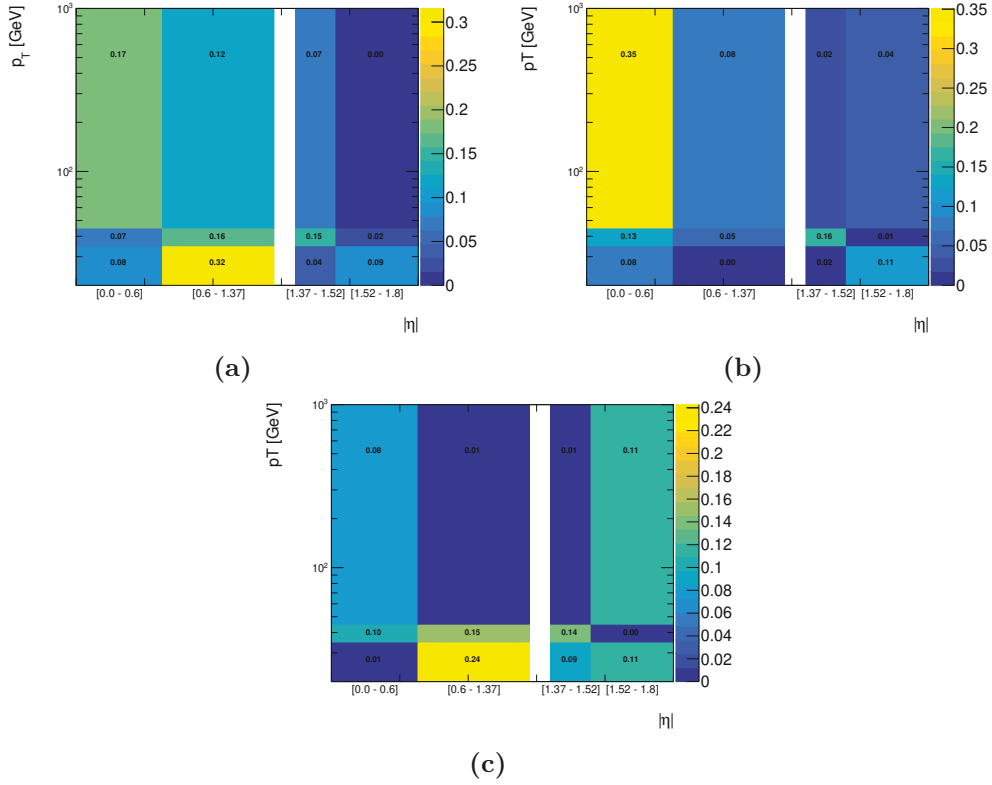 p_T [GeV]
10³
10²
0.17 0.12 0.07 0.00
0.07 0.16 0.15 0.02
0.08 0.32 0.04 0.09
[0.0 - 0.6] [0.6 - 1.37] [1.37 - 1.52] [1.52 - 1.8]
|η|
0.3
0.25
0.2
0.15
0.1
0.05
0
(a)
pT [GeV]
10³
10²
0.35 0.08 0.02 0.04
0.13 0.05 0.16 0.01
0.08 0.00 0.02 0.11
[0.0 - 0.6] [0.6 - 1.37] [1.37 - 1.52] [1.52 - 1.8]
|η|
0.35
0.3
0.25
0.2
0.15
0.1
0.05
0
(b)
pT [GeV]
10³
10²
0.08 0.01 0.01 0.11
0.10 0.15 0.14 0.00
0.01 0.24 0.09 0.11
[0.0 - 0.6] [0.6 - 1.37] [1.37 - 1.52] [1.52 - 1.8]
|η|
0.24
0.22
0.2
0.18
0.16
0.14
0.12
0.1
0.08
0.06
0.04
0.02
0
(c)